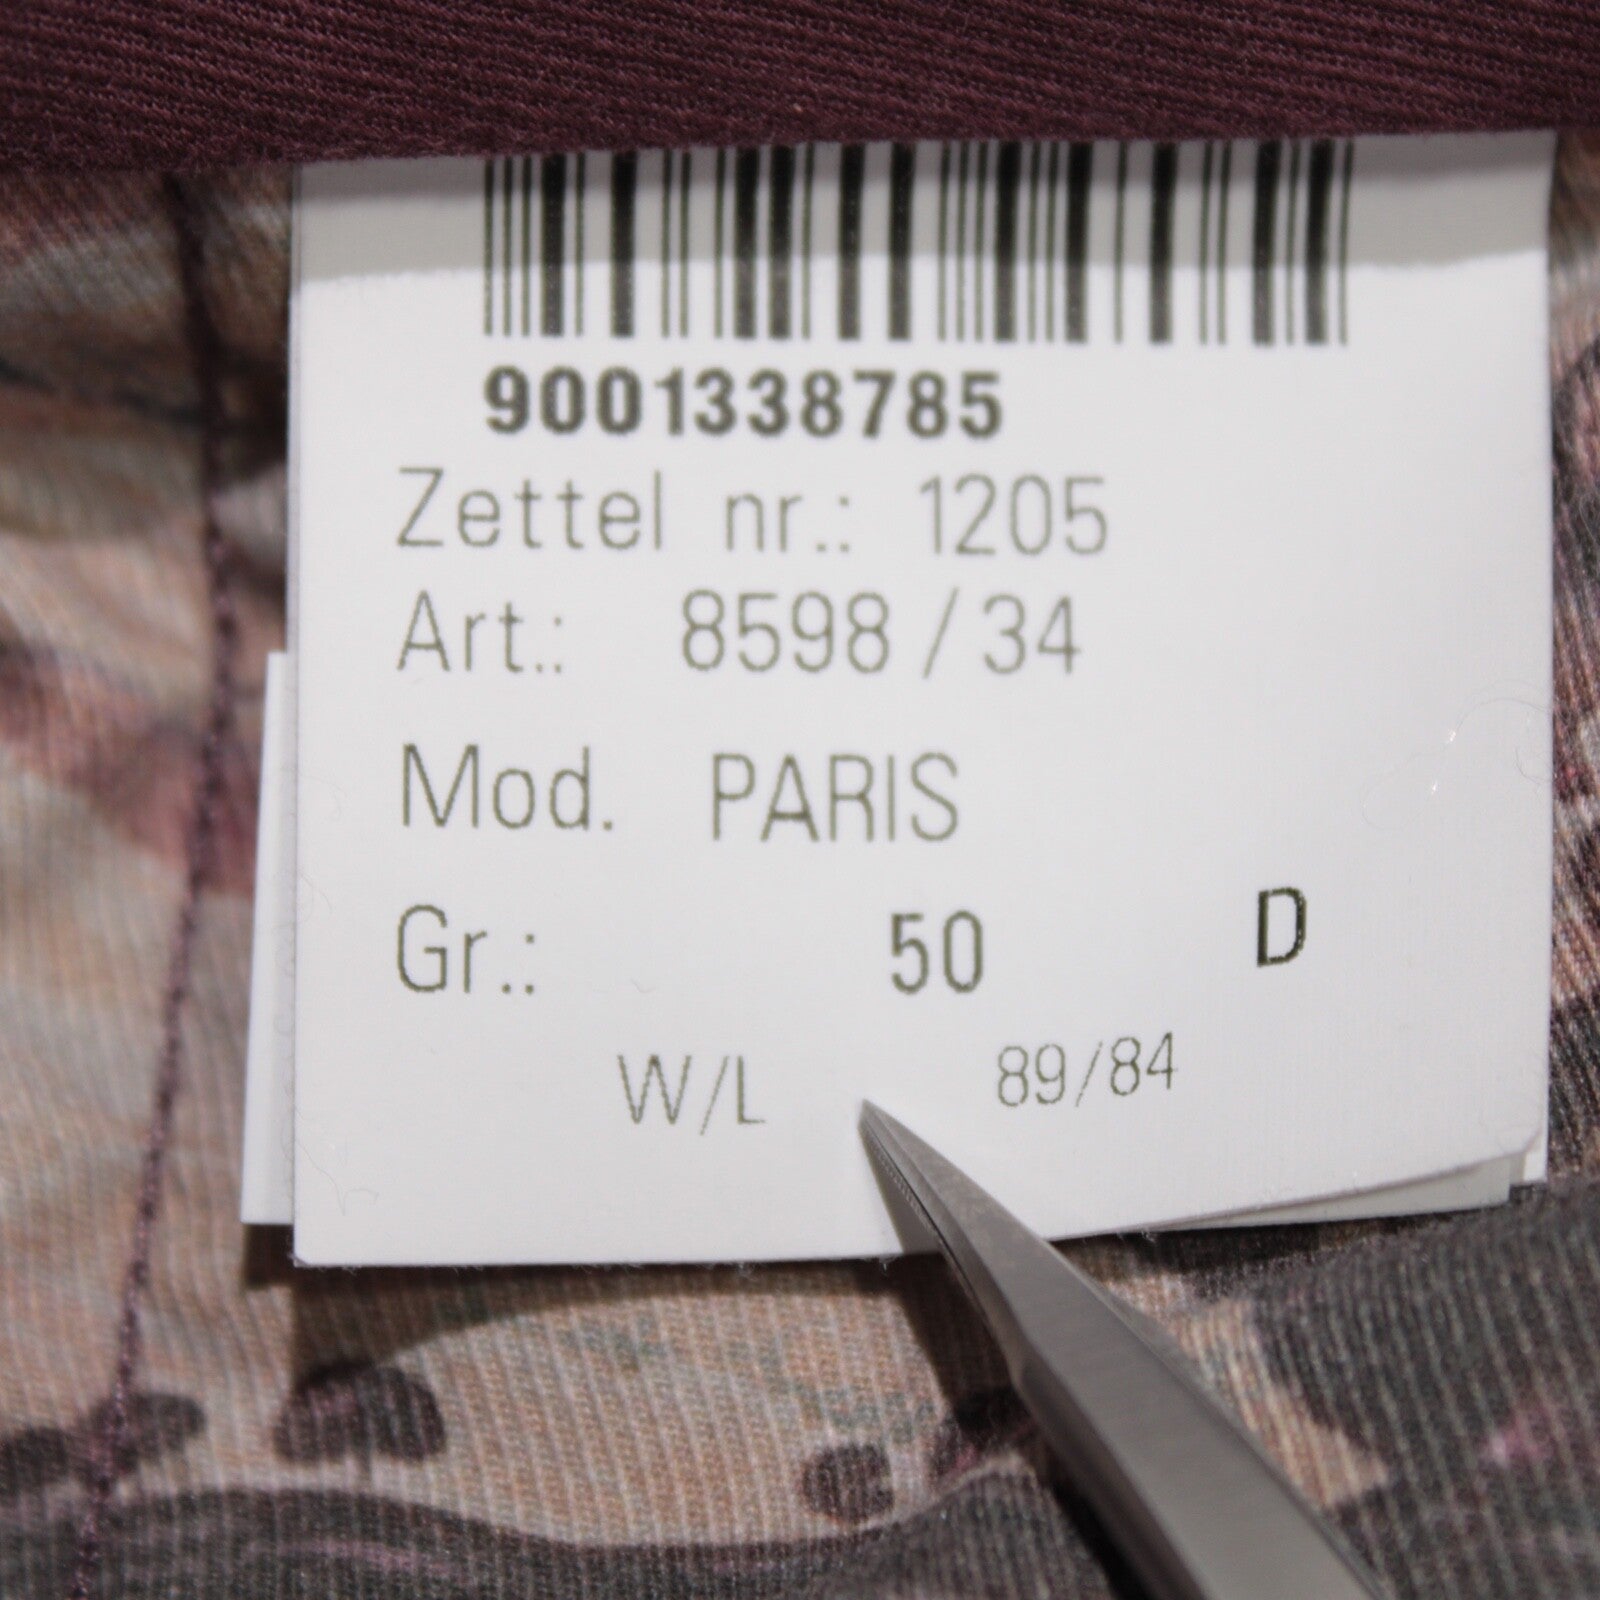 9001338785
Zettel nr.: 1205
Art.: 8598 / 34
Mod. PARIS
Gr.: 50 D
W/L 89/84